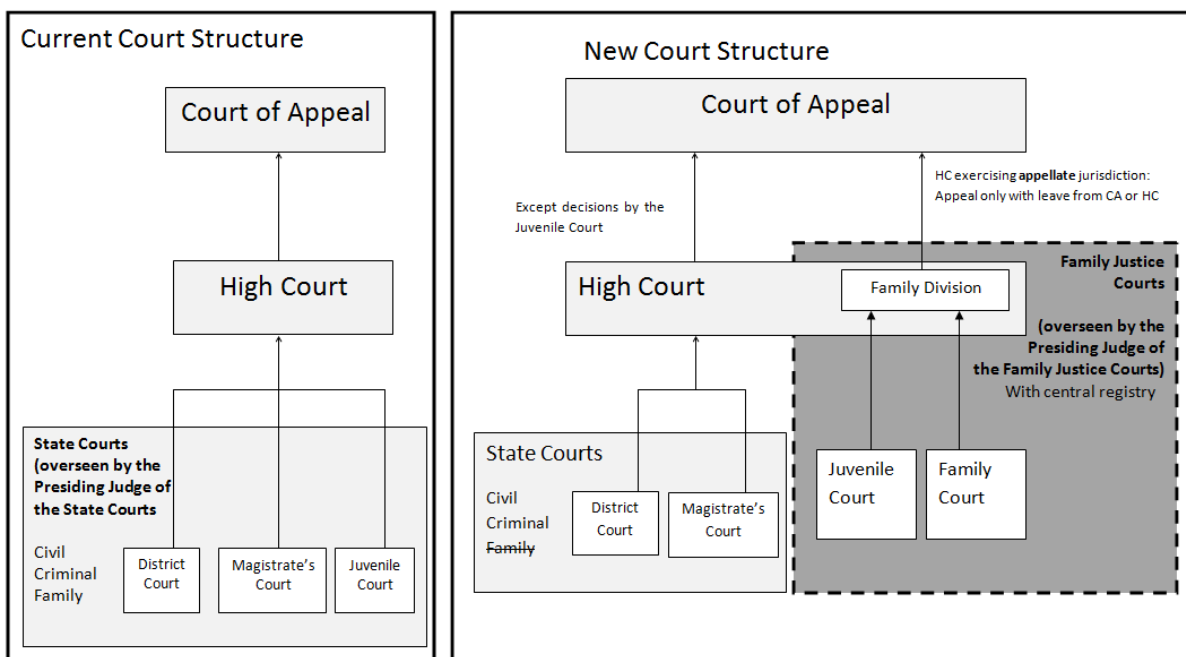 Current Court Structure
Court of Appeal
High Court
State Courts
(overseen by the
Presiding Judge of
the State Courts
Civil
Criminal
Family
District
Court
Magistrate's
Court
Juvenile
Court
New Court Structure
Court of Appeal
Except decisions by the
Juvenile Court
HC exercising appellate jurisdiction:
Appeal only with leave from CA or HC
High Court
Family Division
Family Justice
Courts
(overseen by the
Presiding Judge of
the Family Justice Courts)
With central registry
State Courts
Civil
Criminal
Family
District
Court
Magistrate's
Court
Juvenile
Court
Family
Court